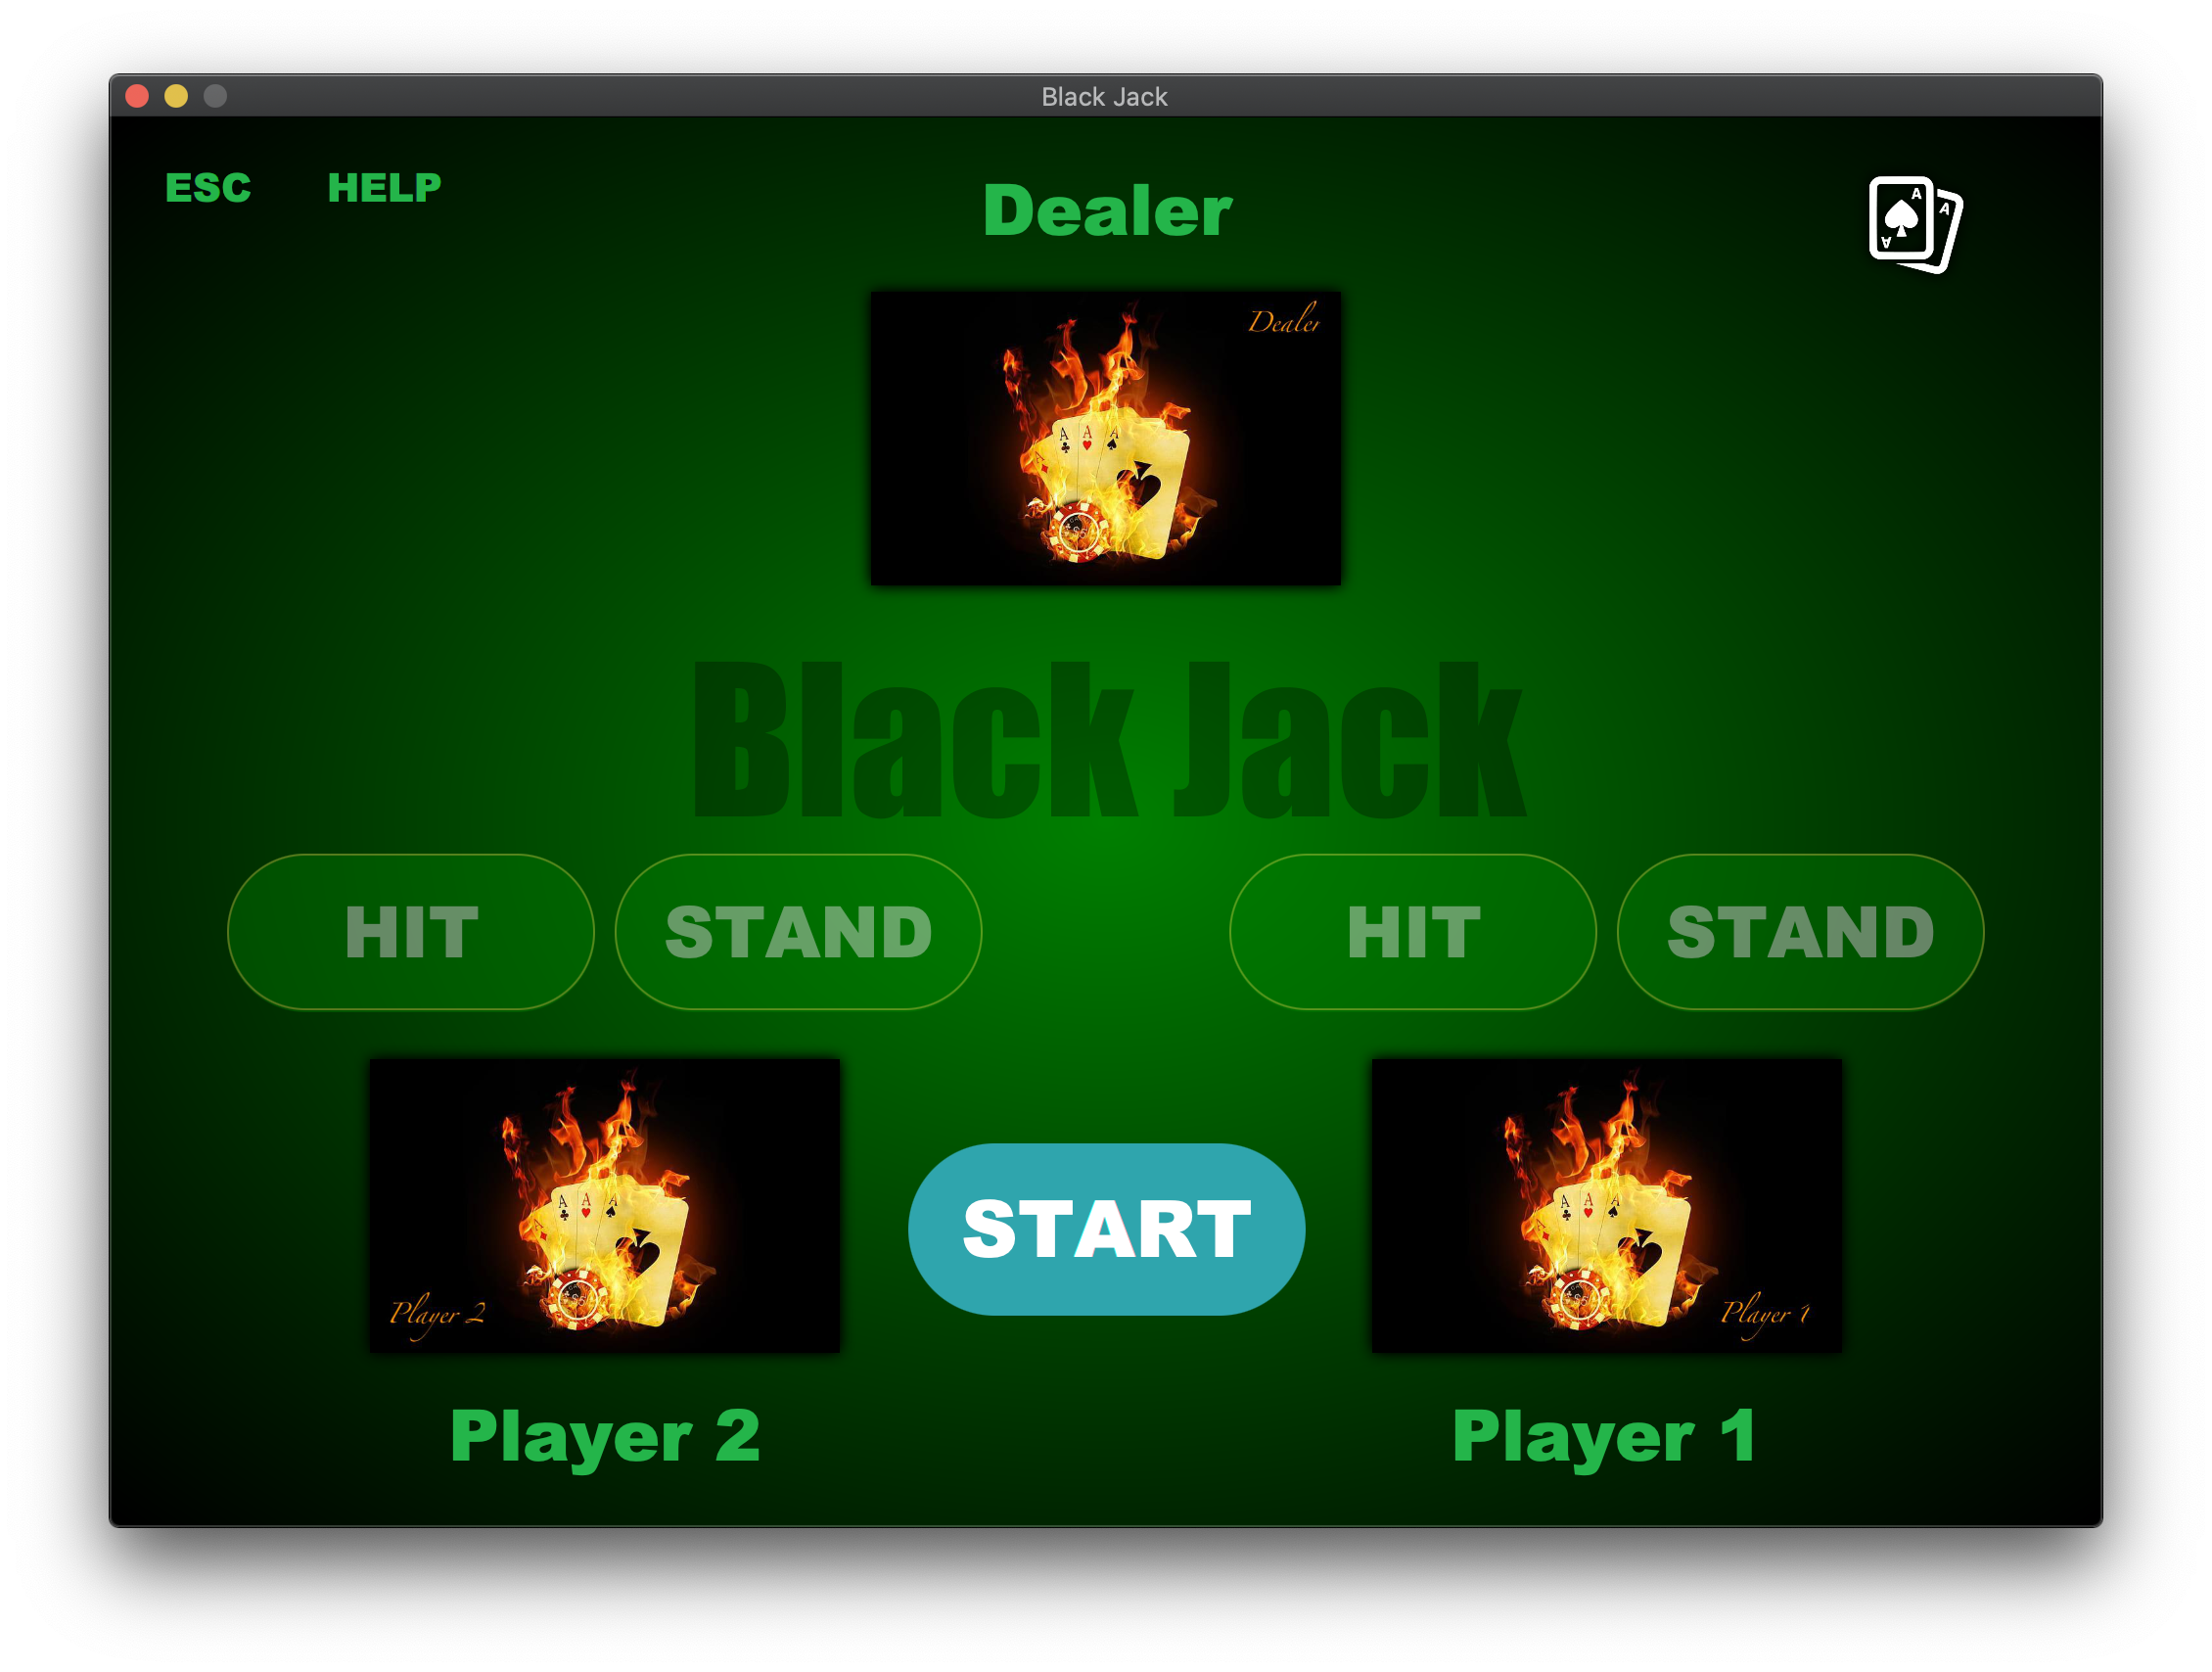 Black Jack
ESC HELP
Dealer
A
A
A
Dealer
A A A
Black Jack
HIT STAND HIT STAND
A A A
A A A
START
Player 2
Player 1
Player 2 Player 1